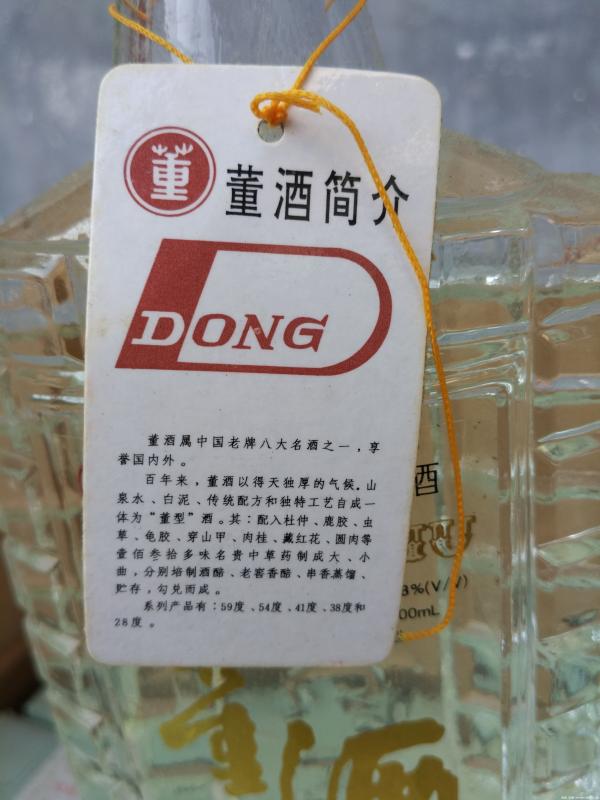 董
董酒简介
DONG
董酒属中国老牌八大名酒之一，享
誉国内外。
百年来，董酒以得天独厚的气候．山
泉水、白泥、传统配方和独特工艺自成一
体为“董型”酒。其：配入杜仲、鹿胶、虫
草、龟胶、穿山甲、肉桂、藏红花、圆肉等
壹佰叁拾多味名贵中草药制成大、小
曲，分别培制酒醅、老窖香醅、串香蒸馏、
贮存，勾兑而成。
系列产品有：59度、54度、41度、38度和
28度。
酒
8%(V/V)
00mL
董酒